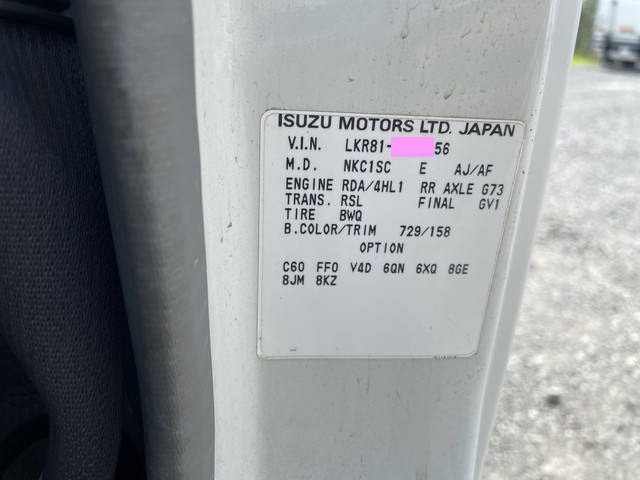 ISUZU MOTORS LTD. JAPAN
V.I.N. LKR81- 56
M.D. NKC1SC E AJ/AF
ENGINE RDA/4HL1 RR AXLE G73
TRANS. RSL FINAL GV1
TIRE BWQ
B.COLOR/TRIM 729/158
OPTION
C60 FF0 V4D 6QN 6XQ 8GE
8JM 8KZ